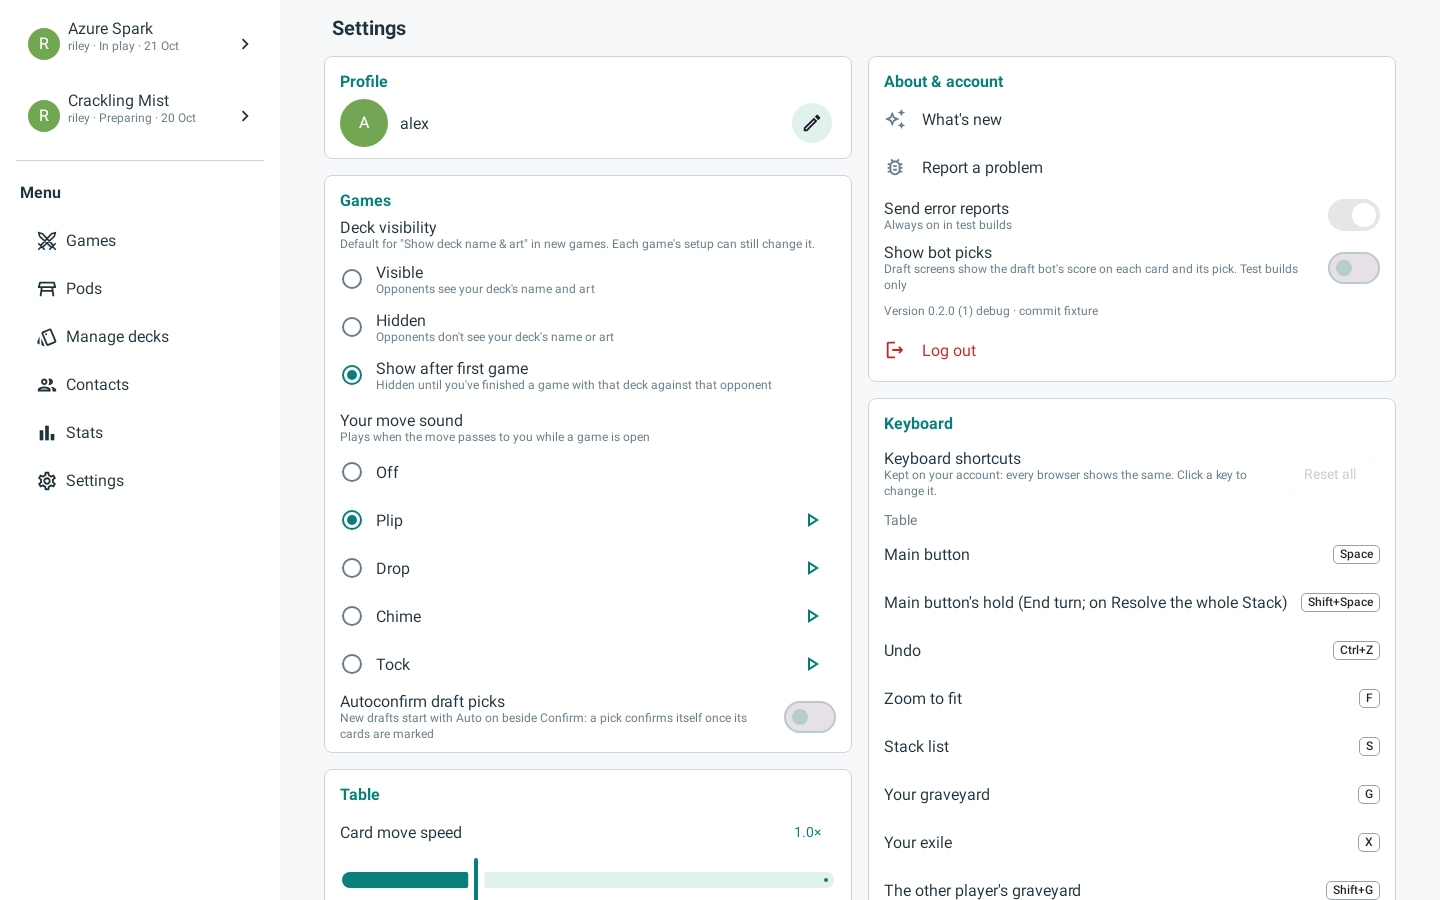 R
Azure Spark
riley · In play · 21 Oct
R
Crackling Mist
riley · Preparing · 20 Oct
Menu
Games
Pods
Manage decks
Contacts
Stats
Settings
Settings
Profile
A
alex
Games
Deck visibility
Default for "Show deck name & art" in new games. Each game's setup can still change it.
Visible
Opponents see your deck's name and art
Hidden
Opponents don't see your deck's name or art
Show after first game
Hidden until you've finished a game with that deck against that opponent
Your move sound
Plays when the move passes to you while a game is open
Off
Plip
Drop
Chime
Tock
Autoconfirm draft picks
New drafts start with Auto on beside Confirm: a pick confirms itself once its
cards are marked
Table
Card move speed
1.0×
About & account
What's new
Report a problem
Send error reports
Always on in test builds
Show bot picks
Draft screens show the draft bot's score on each card and its pick. Test builds
only
Version 0.2.0 (1) debug · commit fixture
Log out
Keyboard
Keyboard shortcuts
Kept on your account: every browser shows the same. Click a key to
change it.
Reset all
Table
Main button
Space
Main button's hold (End turn; on Resolve the whole Stack)
Shift+Space
Undo
Ctrl+Z
Zoom to fit
F
Stack list
S
Your graveyard
G
Your exile
X
The other player's graveyard
Shift+G